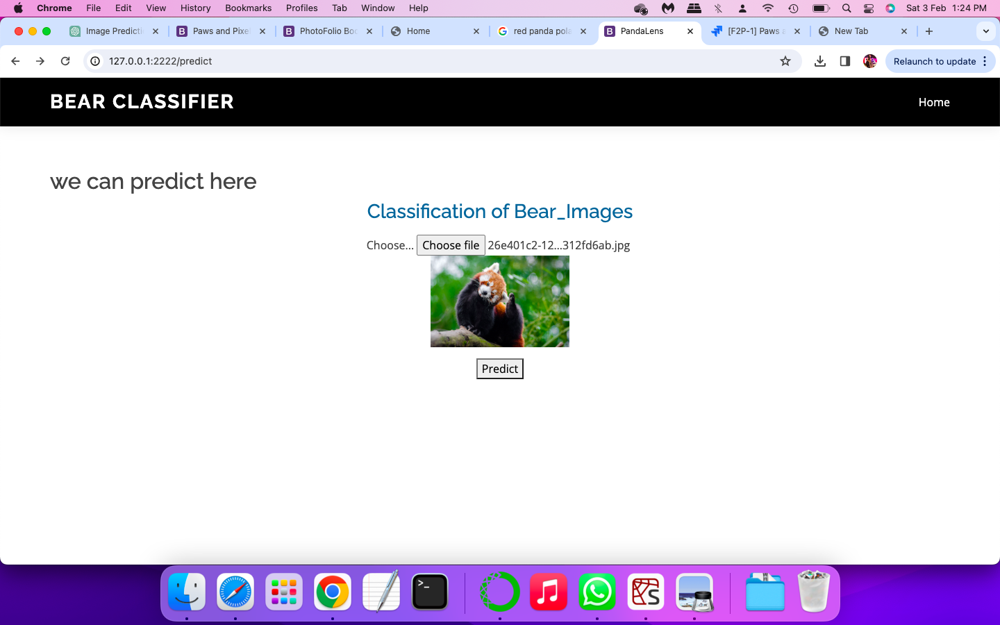 Chrome File Edit View History Bookmarks Profiles Tab Window Help Sat 3 Feb 1:24 PM
Image Predicti Paws and Pixe PhotoFolio Boo Home red panda pola PandaLens [F2P-1] Paws a New Tab
127.0.0.1:2222/predict Relaunch to update
BEAR CLASSIFIER Home
we can predict here
Classification of Bear_Images
Choose... Choose file 26e401c2-12...312fd6ab.jpg
Predict